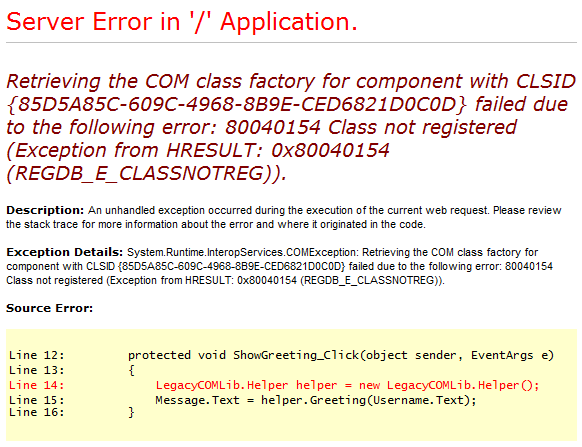 Server Error in '/' Application.
Retrieving the COM class factory for component with CLSID
{85D5A85C-609C-4968-8B9E-CED6821D0C0D} failed due
to the following error: 80040154 Class not registered
(Exception from HRESULT: 0x80040154
(REGDB_E_CLASSNOTREG)).
Description: An unhandled exception occurred during the execution of the current web request. Please review
the stack trace for more information about the error and where it originated in the code.
Exception Details: System.Runtime.InteropServices.COMException: Retrieving the COM class factory for
component with CLSID {85D5A85C-609C-4968-8B9E-CED6821D0C0D} failed due to the following error: 80040154
Class not registered (Exception from HRESULT: 0x80040154 (REGDB_E_CLASSNOTREG)).
Source Error:
Line 12:        protected void ShowGreeting_Click(object sender, EventArgs e)
Line 13:        {
Line 14:            LegacyCOMLib.Helper helper = new LegacyCOMLib.Helper();
Line 15:            Message.Text = helper.Greeting(Username.Text);
Line 16:        }